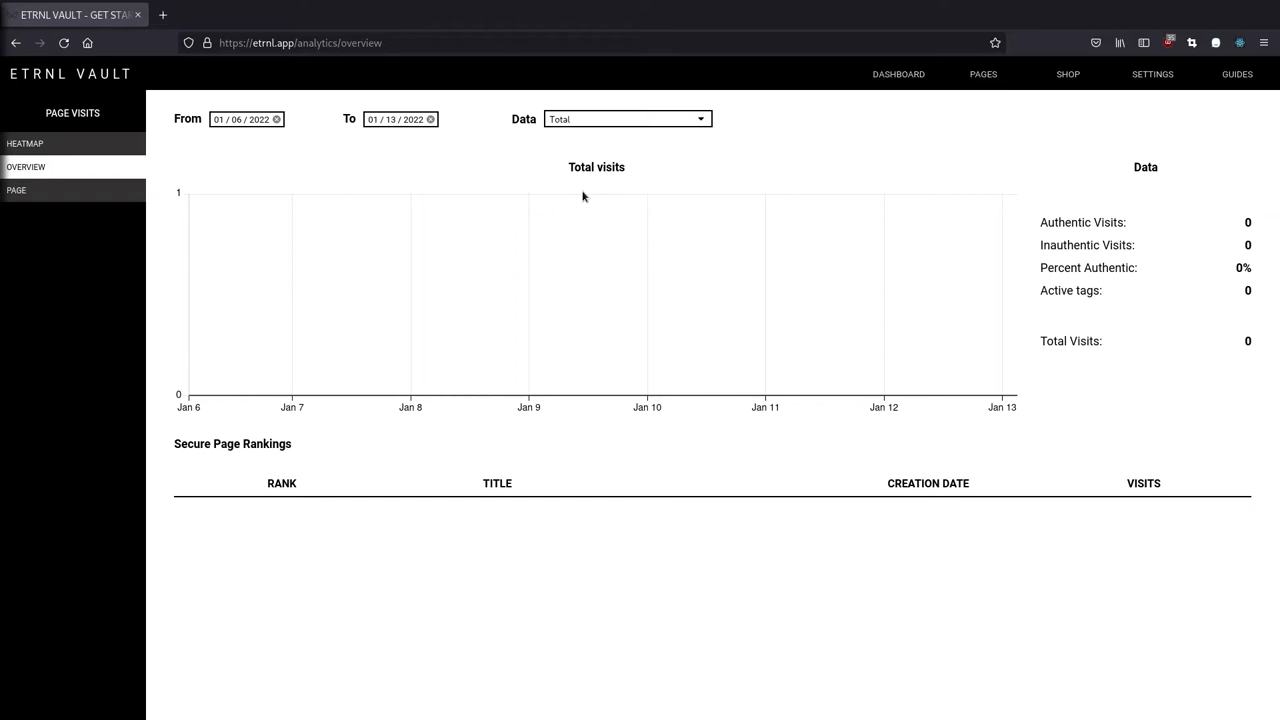 ETRNL VAULT - GET STAR
https://etrnl.app/analytics/overview
35
ETRNL VAULT
DASHBOARD PAGES SHOP SETTINGS GUIDES
PAGE VISITS
HEATMAP
OVERVIEW
PAGE
From 01 / 06 / 2022 To 01 / 13 / 2022 Data Total
Total visits
1
0
Jan 6 Jan 7 Jan 8 Jan 9 Jan 10 Jan 11 Jan 12 Jan 13
Data
Authentic Visits: 0
Inauthentic Visits: 0
Percent Authentic: 0%
Active tags: 0
Total Visits: 0
Secure Page Rankings
RANK TITLE CREATION DATE VISITS